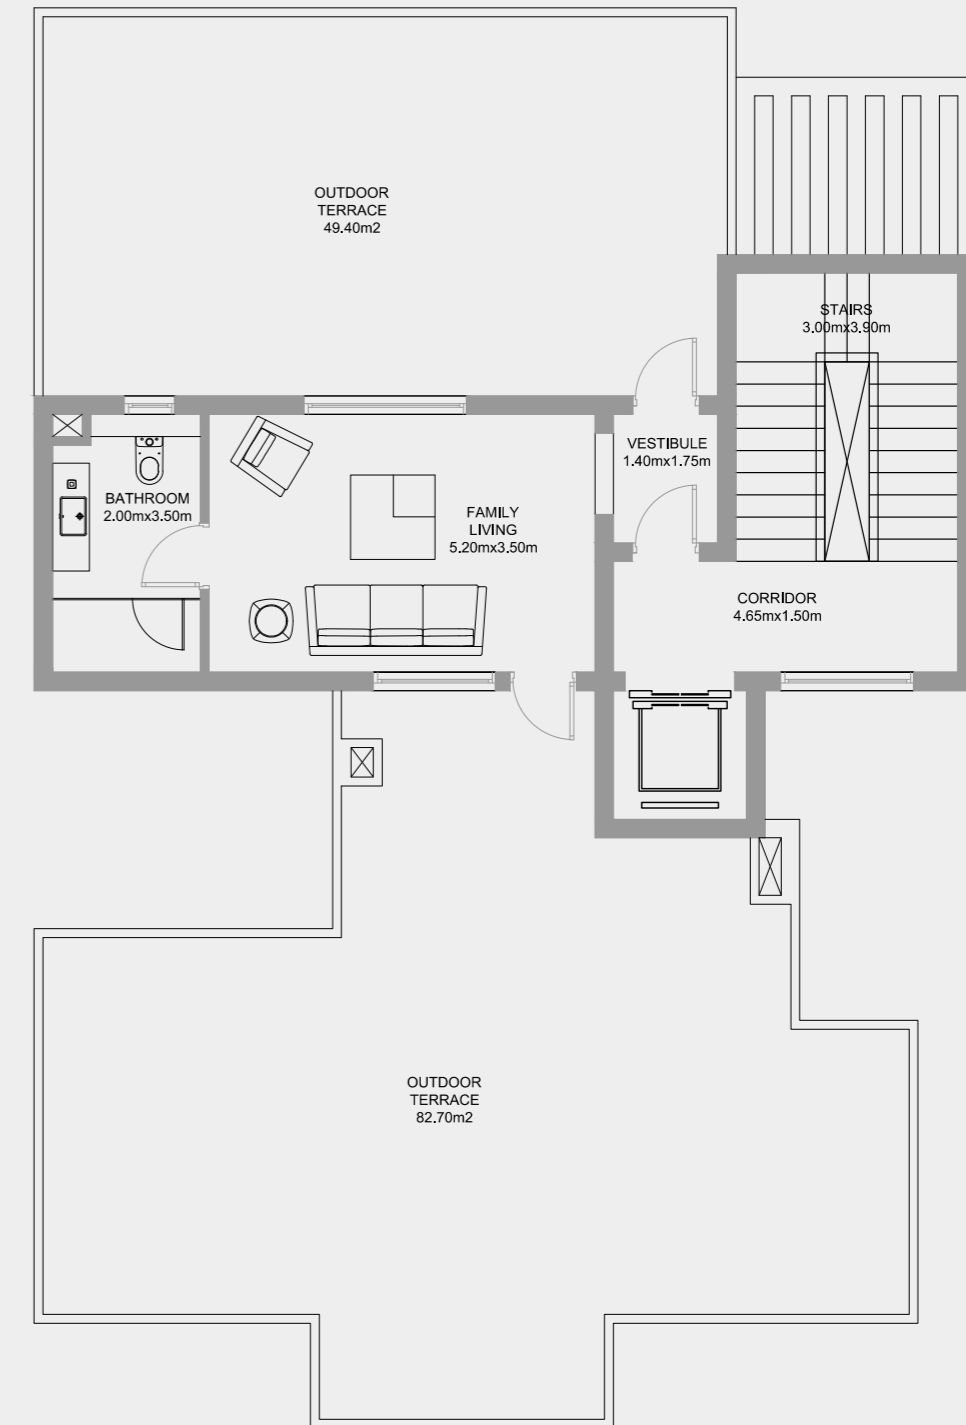 OUTDOOR
TERRACE
49.40m2
STAIRS
3.00mx3.90m
VESTIBULE
1.40mx1.75m
BATHROOM
2.00mx3.50m
FAMILY
LIVING
5.20mx3.50m
CORRIDOR
4.65mx1.50m
OUTDOOR
TERRACE
82.70m2